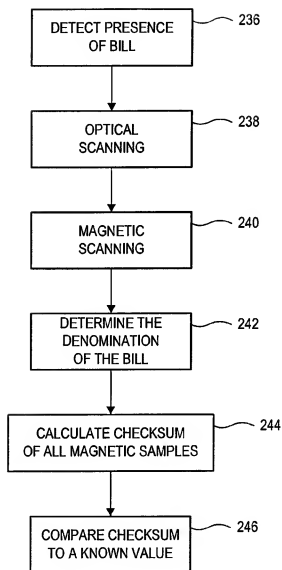 DETECT PRESENCE
OF BILL
236
OPTICAL
SCANNING
238
MAGNETIC
SCANNING
240
DETERMINE THE
DENOMINATION
OF THE BILL
242
CALCULATE CHECKSUM
OF ALL MAGNETIC SAMPLES
244
COMPARE CHECKSUM
TO A KNOWN VALUE
246